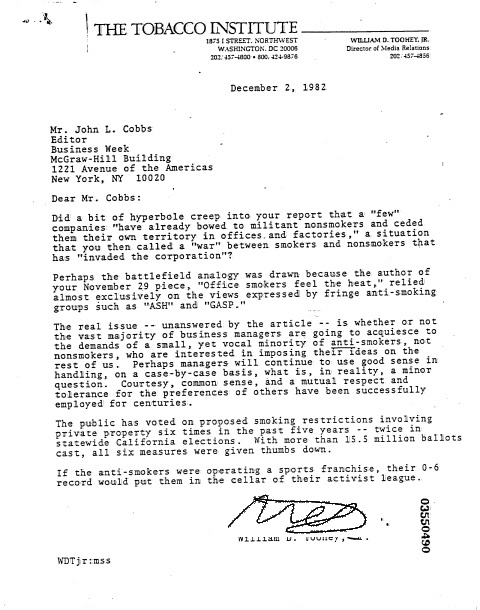 THE TOBACCO INSTITUTE
1875 I STREET, NORTHWEST
WASHINGTON, DC 20006
202/457-4800 • 800/424-9876
WILLIAM D. TOOHEY, JR.
Director of Media Relations
202/457-4856
December 2, 1982
Mr. John L. Cobbs
Editor
Business Week
McGraw-Hill Building
1221 Avenue of the Americas
New York, NY 10020
Dear Mr. Cobbs:
Did a bit of hyperbole creep into your report that a "few"
companies "have already bowed to militant nonsmokers and ceded
them their own territory in offices and factories," a situation
that you then called a "war" between smokers and nonsmokers that
has "invaded the corporation"?
Perhaps the battlefield analogy was drawn because the author of
your November 29 piece, "Office smokers feel the heat," relied
almost exclusively on the views expressed by fringe anti-smoking
groups such as "ASH" and "GASP."
The real issue -- unanswered by the article -- is whether or not
the vast majority of business managers are going to acquiesce to
the demands of a small, yet vocal minority of anti-smokers, not
nonsmokers, who are interested in imposing their ideas on the
rest of us. Perhaps managers will continue to use good sense in
handling, on a case-by-case basis, what is, in reality, a minor
question. Courtesy, common sense, and a mutual respect and
tolerance for the preferences of others have been successfully
employed for centuries.
The public has voted on proposed smoking restrictions involving
private property six times in the past five years -- twice in
statewide California elections. With more than 15.5 million ballots
cast, all six measures were given thumbs down.
If the anti-smokers were operating a sports franchise, their 0-6
record would put them in the cellar of their activist league.
William D. Toohey, Jr.
03550490
WDTjr:mss